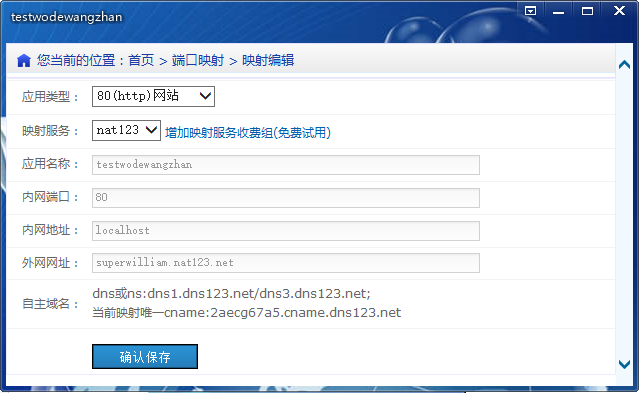 testwodewangzhan
您当前的位置：首页 > 端口映射 > 映射编辑
应用类型： 80(http)网站
映射服务： nat123 增加映射服务收费组(免费试用)
应用名称： testwodewangzhan
内网端口： 80
内网地址： localhost
外网网址： superwilliam.nat123.net
自主域名： dns或ns:dns1.dns123.net/dns3.dns123.net;
当前映射唯一cname:2aecg67a5.cname.dns123.net
确认保存